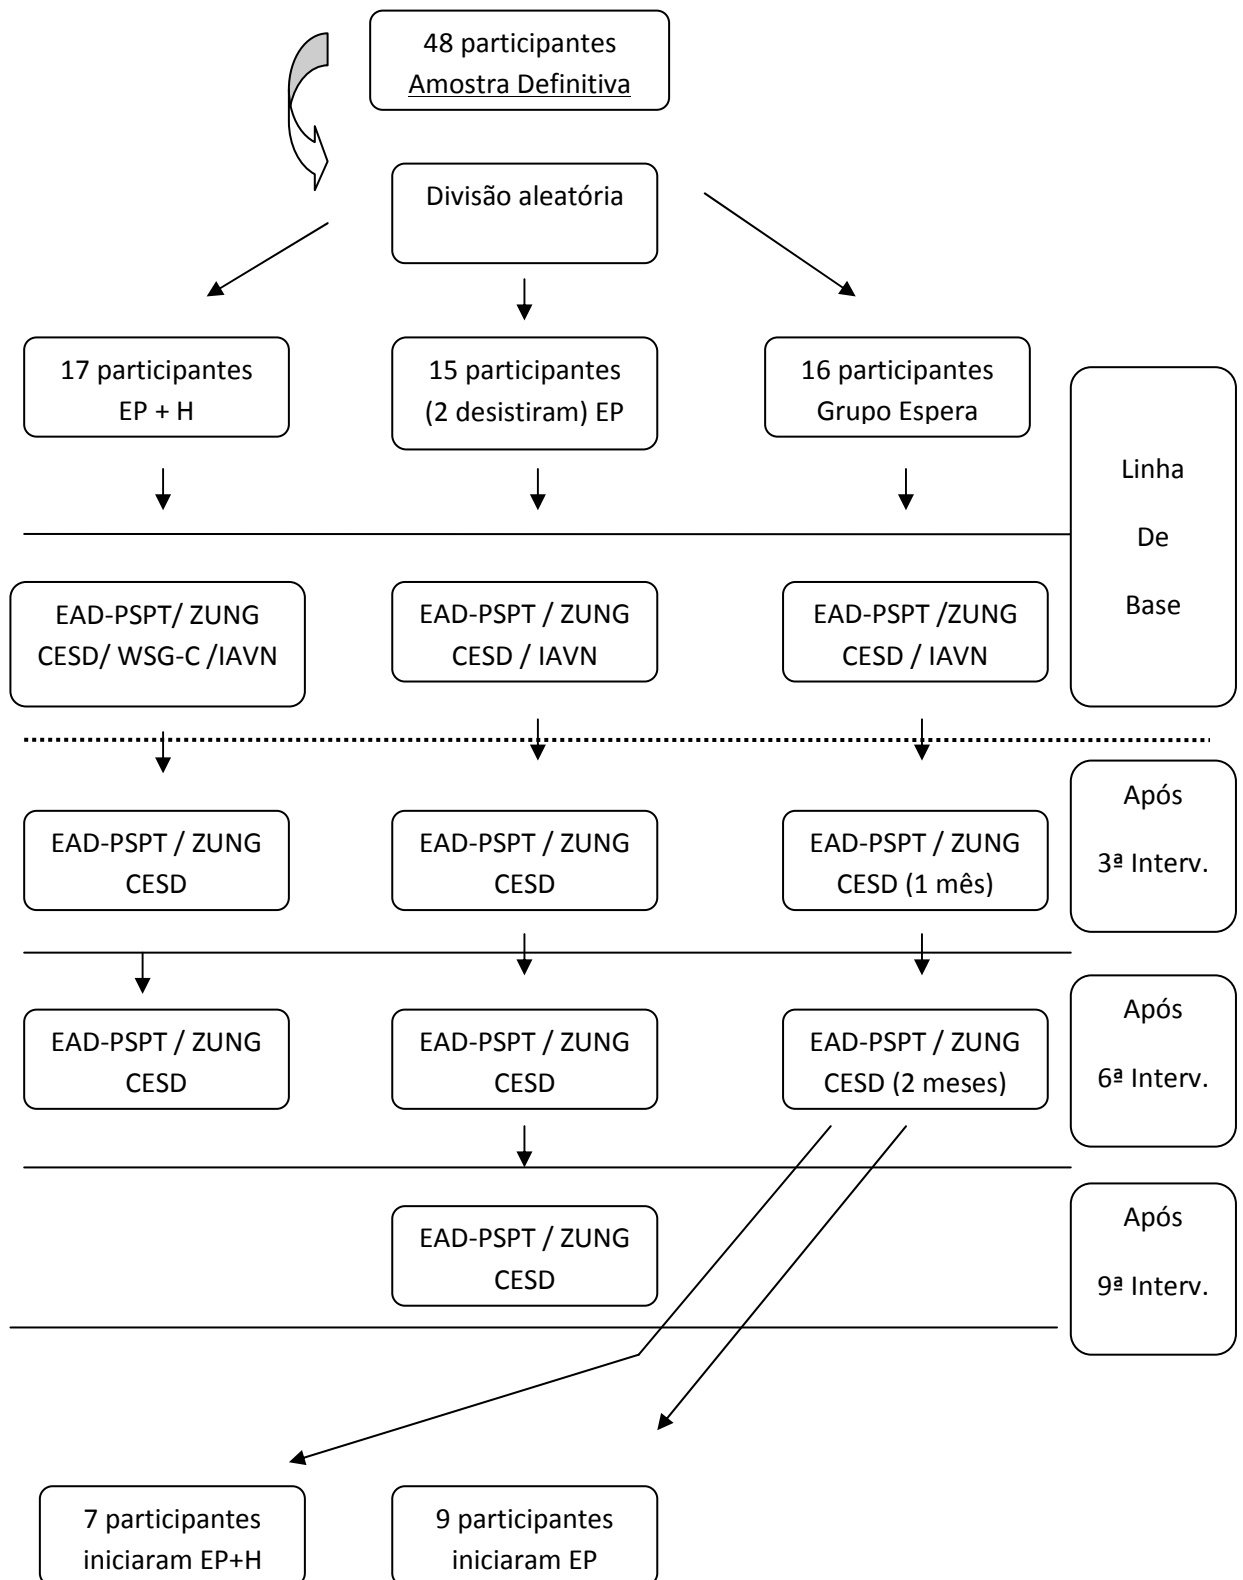 48 participantes
Amostra Definitiva
Divisão aleatória
17 participantes
EP + H
15 participantes
(2 desistiram) EP
16 participantes
Grupo Espera
Linha
De
Base
EAD-PSPT/ ZUNG
CESD/ WSG-C /IAVN
EAD-PSPT / ZUNG
CESD / IAVN
EAD-PSPT /ZUNG
CESD / IAVN
EAD-PSPT / ZUNG
CESD
EAD-PSPT / ZUNG
CESD
EAD-PSPT / ZUNG
CESD (1 mês)
Após
3ª Interv.
EAD-PSPT / ZUNG
CESD
EAD-PSPT / ZUNG
CESD
EAD-PSPT / ZUNG
CESD (2 meses)
Após
6ª Interv.
EAD-PSPT / ZUNG
CESD
Após
9ª Interv.
7 participantes
iniciaram EP+H
9 participantes
iniciaram EP